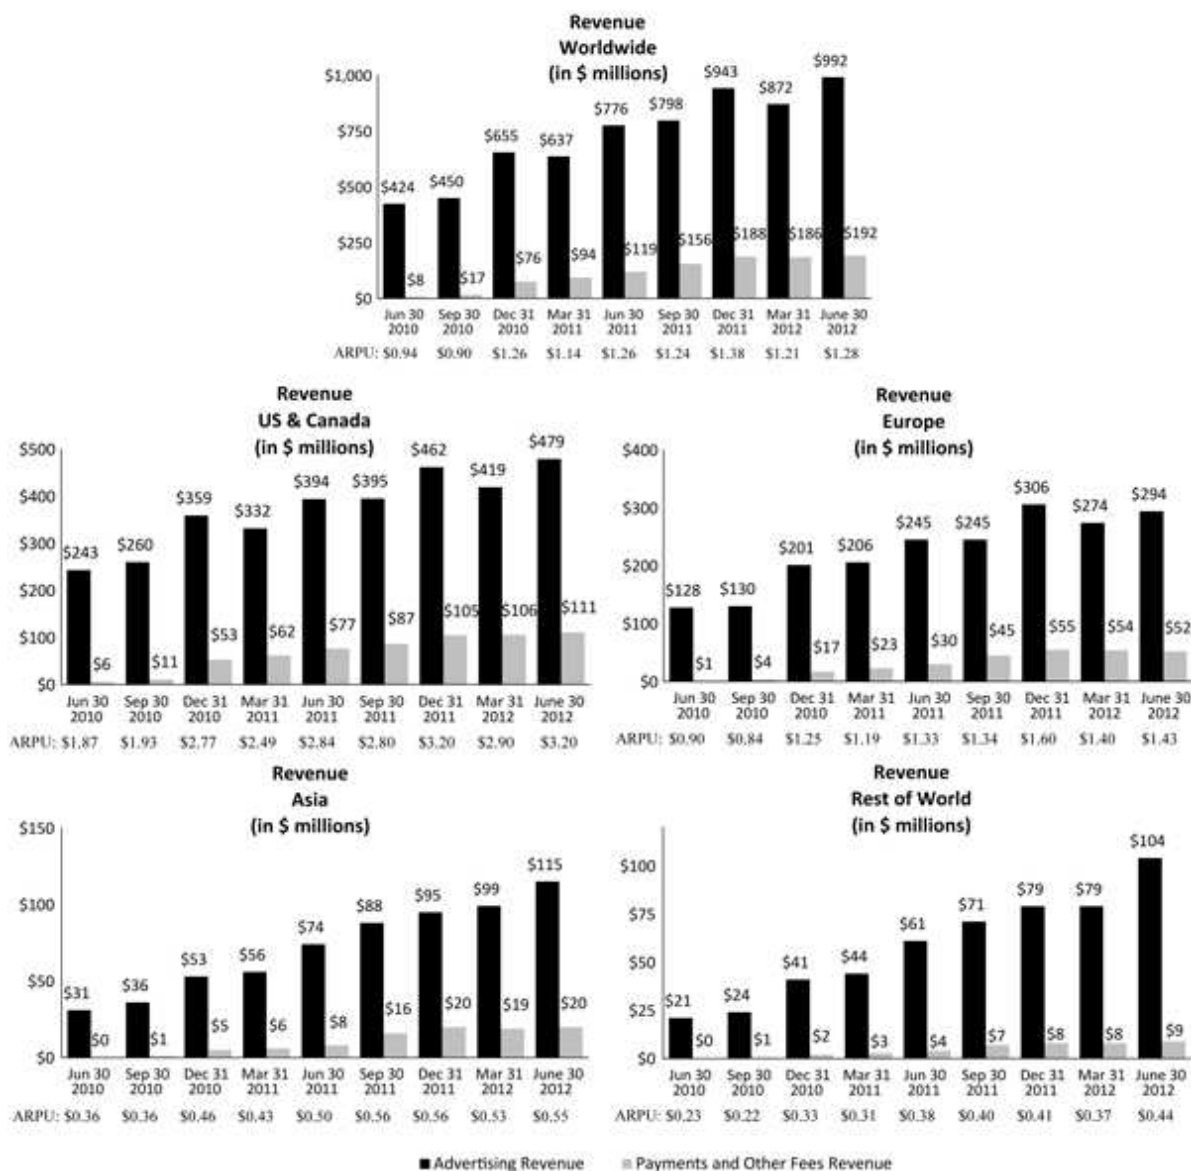 Revenue
Worldwide
(in $ millions)
$1,000
$750
$500
$250
$0
$424 $450 $655 $637 $776 $798 $943 $872 $992
$8 $17 $76 $94 $119 $156 $188 $186 $192
Jun 30 Sep 30 Dec 31 Mar 31 Jun 30 Sep 30 Dec 31 Mar 31 June 30
2010 2010 2010 2011 2011 2011 2011 2012 2012
ARPU: $0.94 $0.90 $1.26 $1.14 $1.26 $1.24 $1.38 $1.21 $1.28
Revenue
US & Canada
(in $ millions)
$500
$400
$300
$200
$100
$0
$243 $260 $359 $332 $394 $395 $462 $419 $479
$6 $11 $53 $62 $77 $87 $105 $106 $111
Jun 30 Sep 30 Dec 31 Mar 31 Jun 30 Sep 30 Dec 31 Mar 31 June 30
2010 2010 2010 2011 2011 2011 2011 2012 2012
ARPU: $1.87 $1.93 $2.77 $2.49 $2.84 $2.80 $3.20 $2.90 $3.20
Revenue
Europe
(in $ millions)
$400
$300
$200
$100
$0
$128 $130 $201 $206 $245 $245 $306 $274 $294
$1 $4 $17 $23 $30 $45 $55 $54 $52
Jun 30 Sep 30 Dec 31 Mar 31 Jun 30 Sep 30 Dec 31 Mar 31 June 30
2010 2010 2010 2011 2011 2011 2011 2012 2012
ARPU: $0.90 $0.84 $1.25 $1.19 $1.33 $1.34 $1.60 $1.40 $1.43
Revenue
Asia
(in $ millions)
$150
$100
$50
$0
$31 $36 $53 $56 $74 $88 $95 $99 $115
$0 $1 $5 $6 $8 $16 $20 $19 $20
Jun 30 Sep 30 Dec 31 Mar 31 Jun 30 Sep 30 Dec 31 Mar 31 June 30
2010 2010 2010 2011 2011 2011 2011 2012 2012
ARPU: $0.36 $0.36 $0.46 $0.43 $0.50 $0.56 $0.56 $0.53 $0.55
Revenue
Rest of World
(in $ millions)
$100
$75
$50
$25
$0
$21 $24 $41 $44 $61 $71 $79 $79 $104
$0 $1 $2 $3 $4 $7 $8 $8 $9
Jun 30 Sep 30 Dec 31 Mar 31 Jun 30 Sep 30 Dec 31 Mar 31 June 30
2010 2010 2010 2011 2011 2011 2011 2012 2012
ARPU: $0.23 $0.22 $0.33 $0.31 $0.38 $0.40 $0.41 $0.37 $0.44
Advertising Revenue Payments and Other Fees Revenue